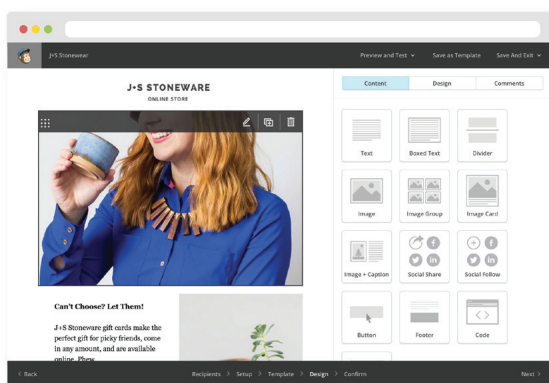 J+S Stonewear
Preview and Test
Save as Template
Save And Exit
J+S STONEWARE
ONLINE STORE
Can't Choose? Let Them!
J+S Stoneware gift cards make the
perfect gift for picky friends, come
in any amount, and are available
online. Phew.
Content
Design
Comments
Text
Boxed Text
Divider
Image
Image Group
Image Card
Image + Caption
Social Share
Social Follow
Button
Footer
Code
< Back
Recipients > Setup > Template > Design > Confirm
Next >